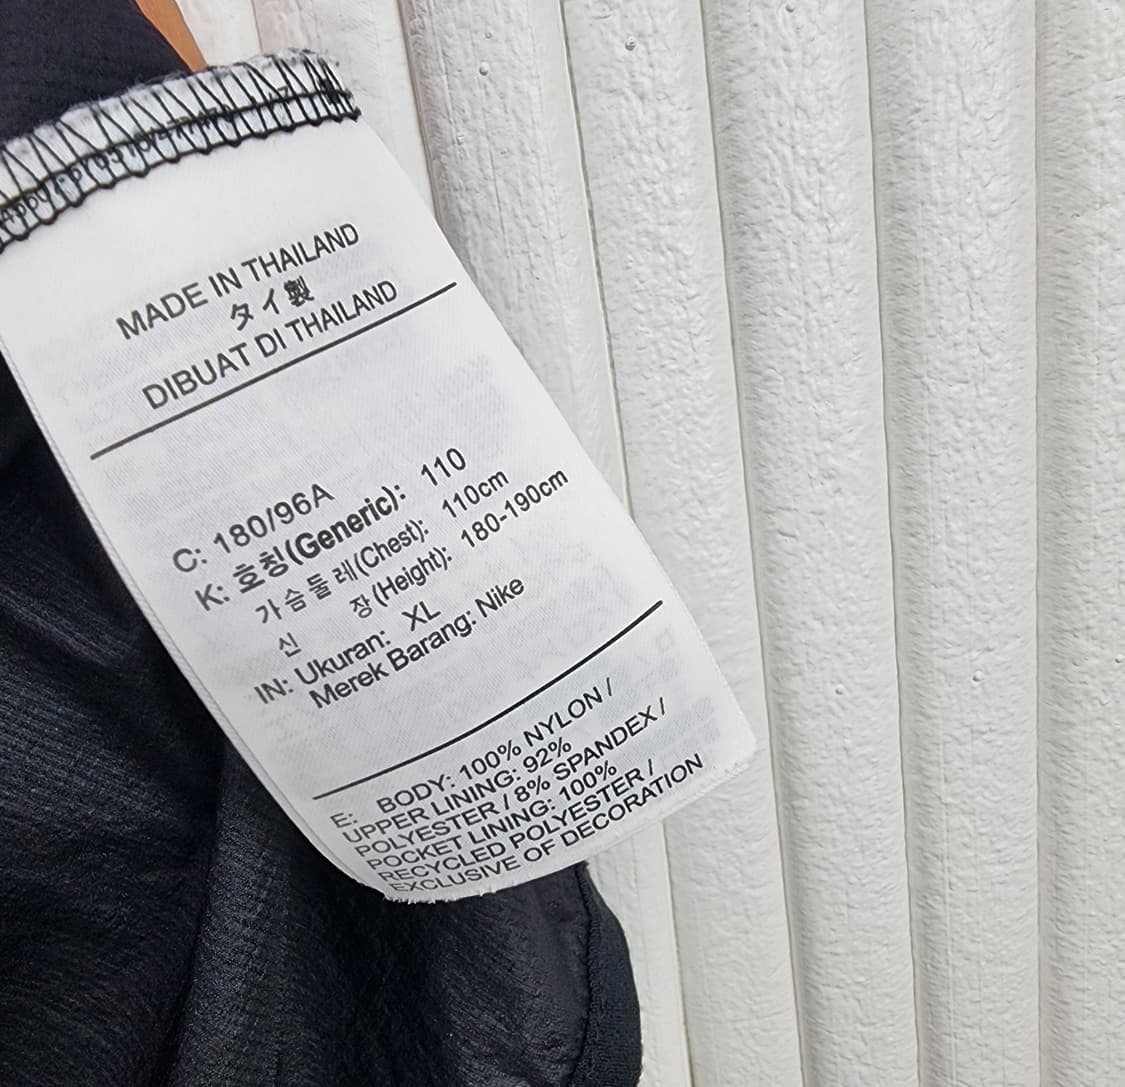 MADE IN THAILAND
タイ製
DIBUAT DI THAILAND
C: 180/96A
K: 호칭(Generic): 110
가슴둘레(Chest): 110cm
신 장(Height): 180-190cm
IN: Ukuran: XL
Merek Barang: Nike
E: BODY: 100% NYLON /
UPPER LINING: 92%
POLYESTER / 8% SPANDEX /
POCKET LINING: 100%
RECYCLED POLYESTER /
EXCLUSIVE OF DECORATION